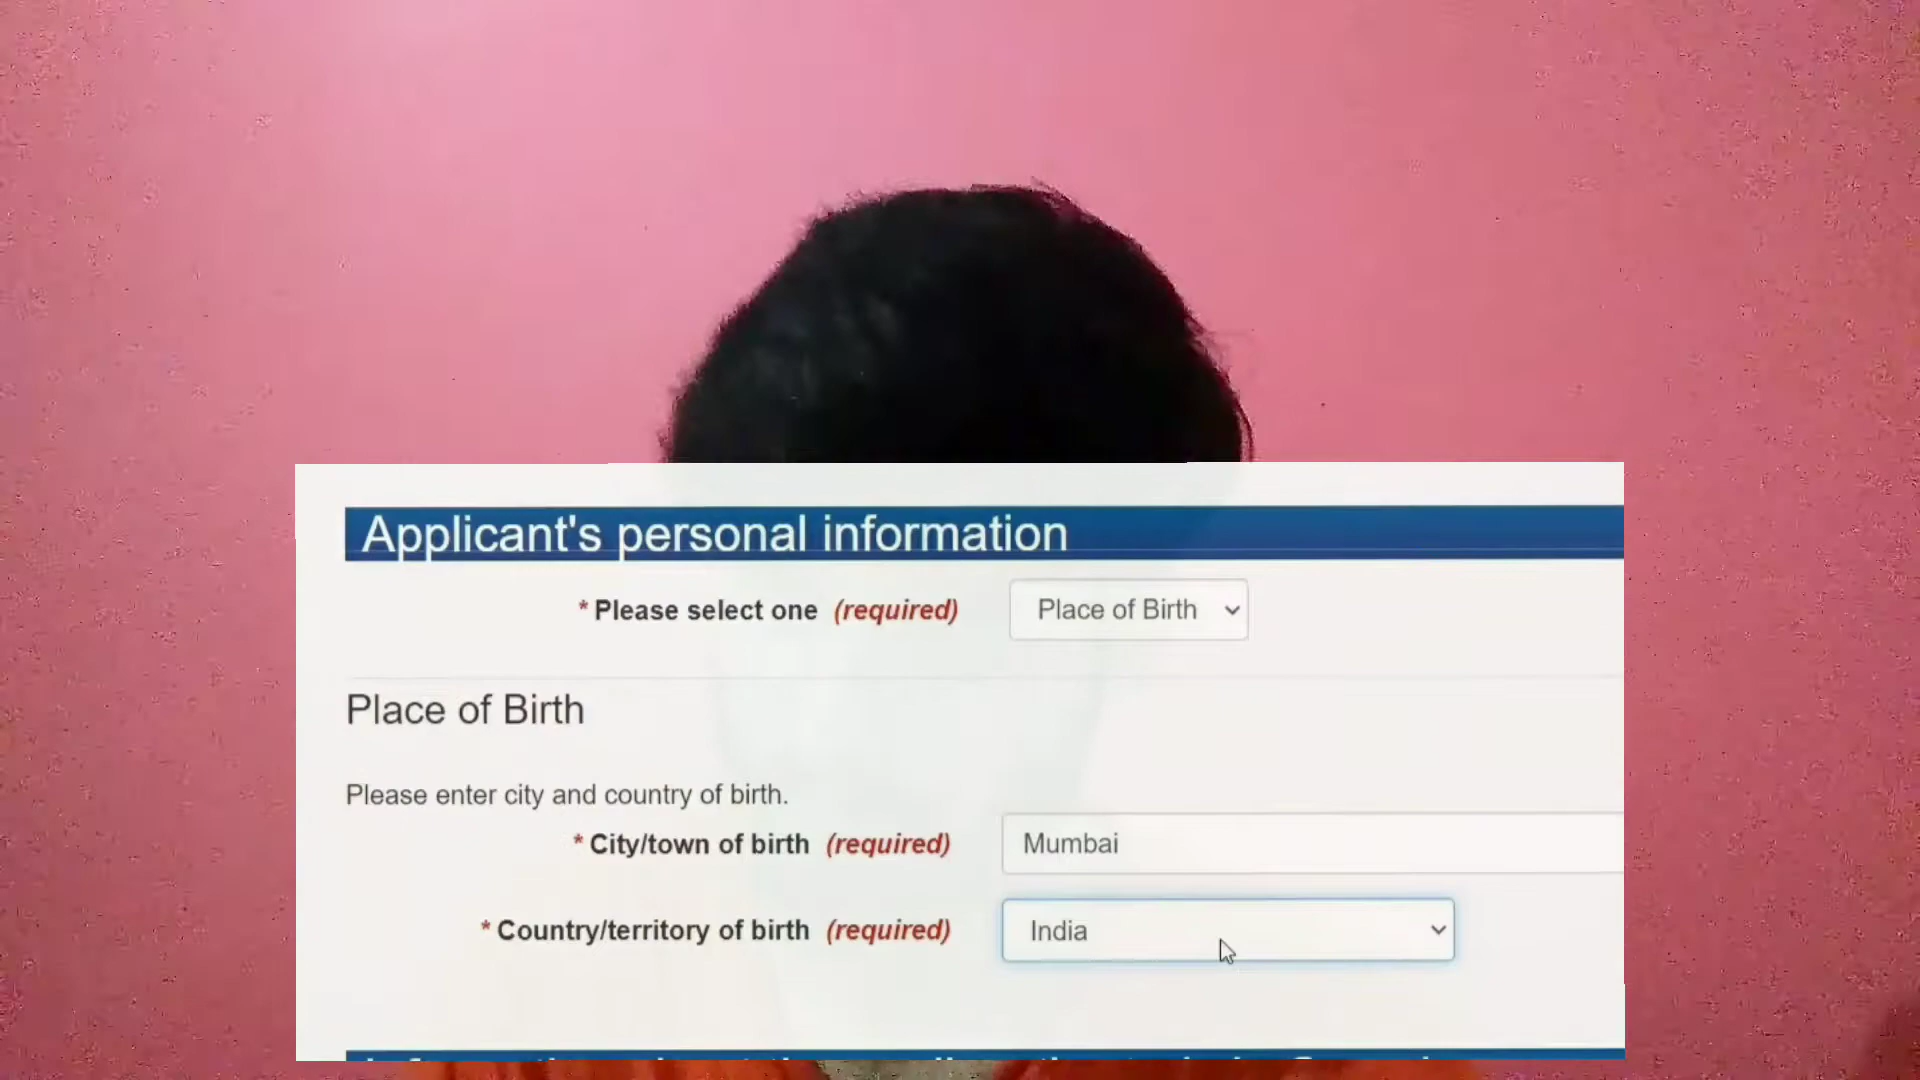 Applicant's personal information
* Please select one (required) Place of Birth
Place of Birth
Please enter city and country of birth.
* City/town of birth (required) Mumbai
* Country/territory of birth (required) India